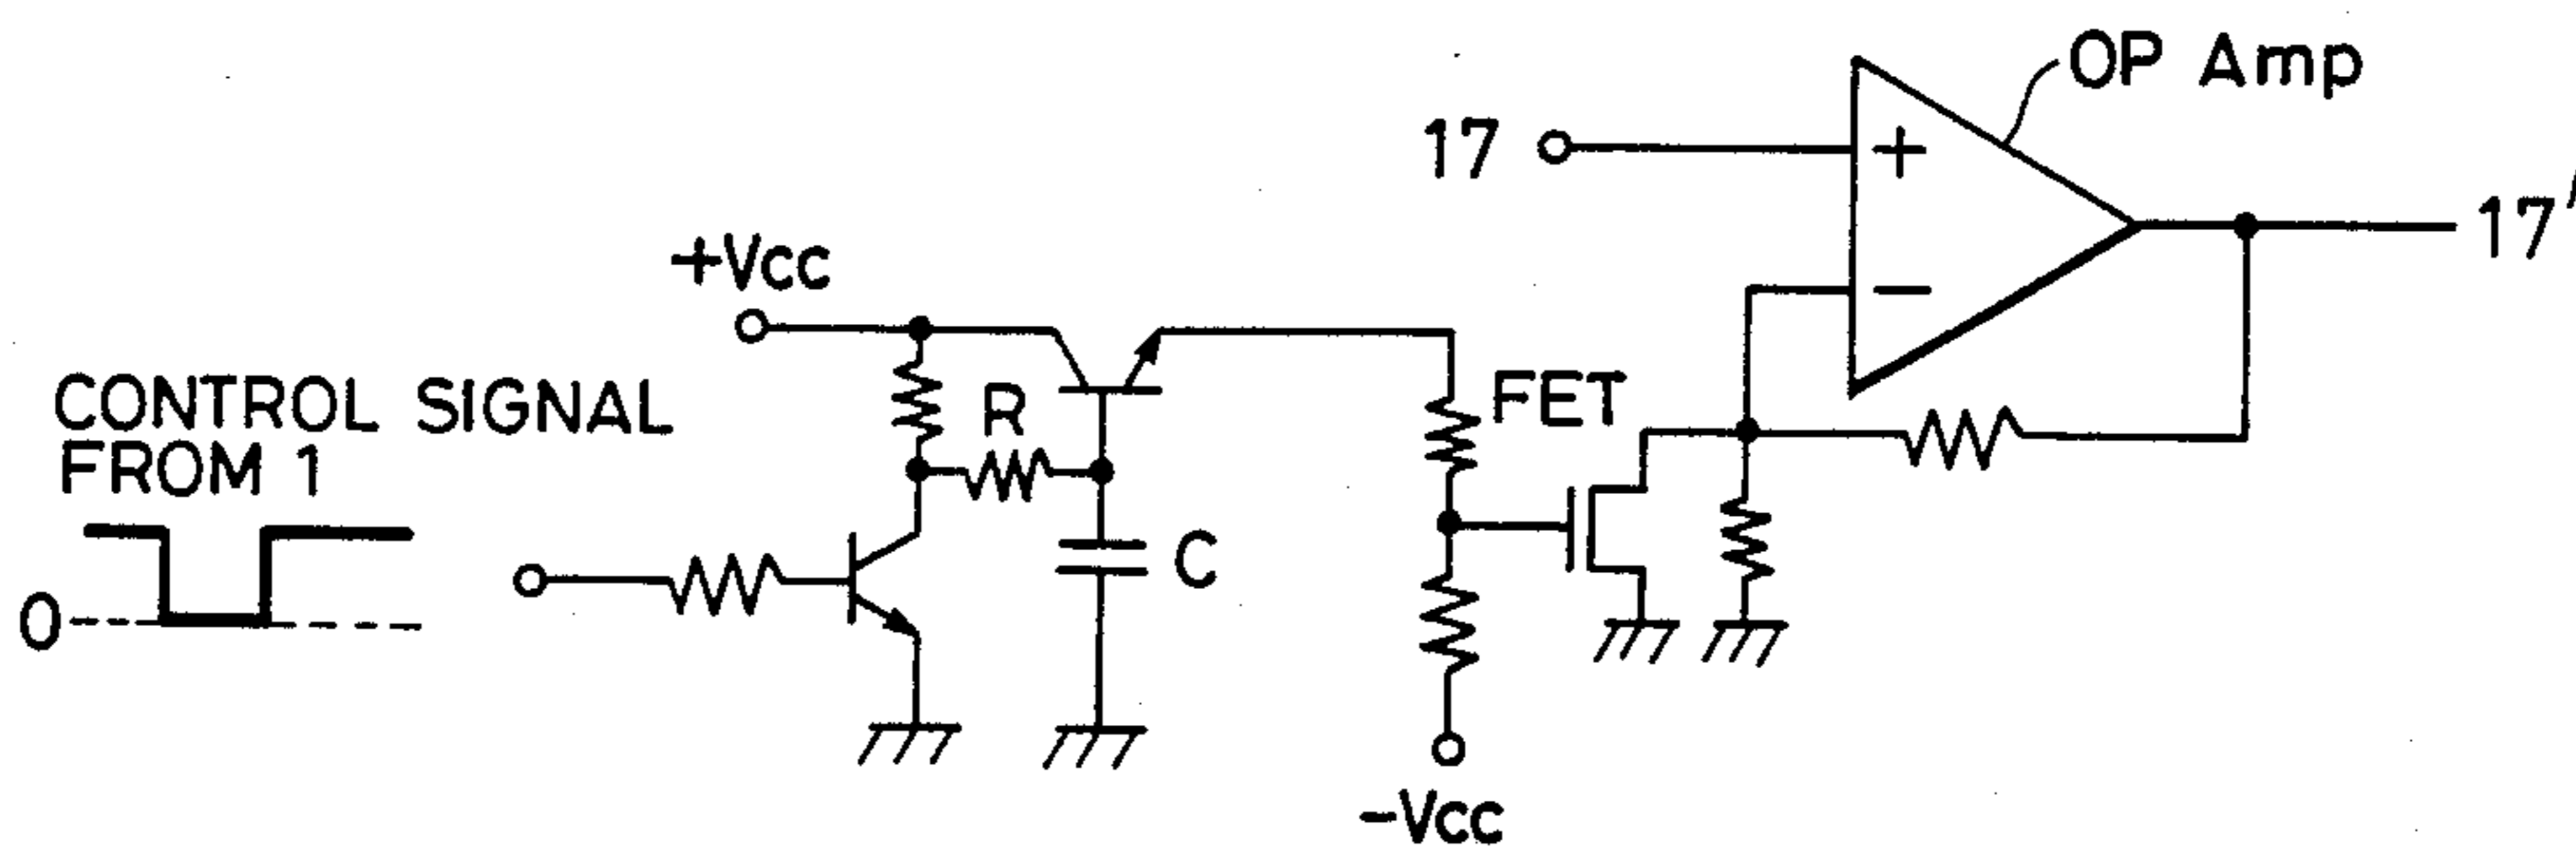 OP Amp
17
+
17'
+Vcc
−
CONTROL SIGNAL
FROM 1
R
FET
C
0
-Vcc